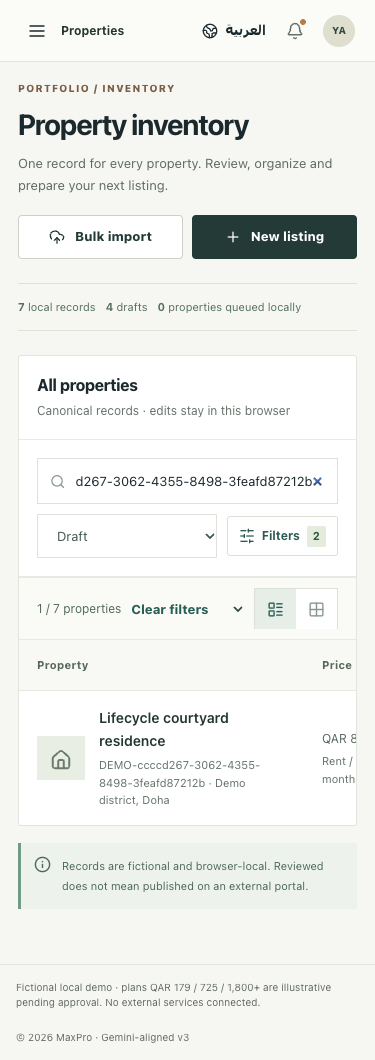 Properties
العربية
YA
PORTFOLIO / INVENTORY
Property inventory
One record for every property. Review, organize and
prepare your next listing.
Bulk import
New listing
7 local records 4 drafts 0 properties queued locally
All properties
Canonical records · edits stay in this browser
d267-3062-4355-8498-3feafd87212b
Draft
Filters 2
1 / 7 properties Clear filters
Property Price
Lifecycle courtyard
residence
DEMO-ccccd267-3062-4355-
8498-3feafd87212b · Demo
district, Doha
QAR 8
Rent /
month
Records are fictional and browser-local. Reviewed
does not mean published on an external portal.
Fictional local demo · plans QAR 179 / 725 / 1,800+ are illustrative
pending approval. No external services connected.
© 2026 MaxPro · Gemini-aligned v3